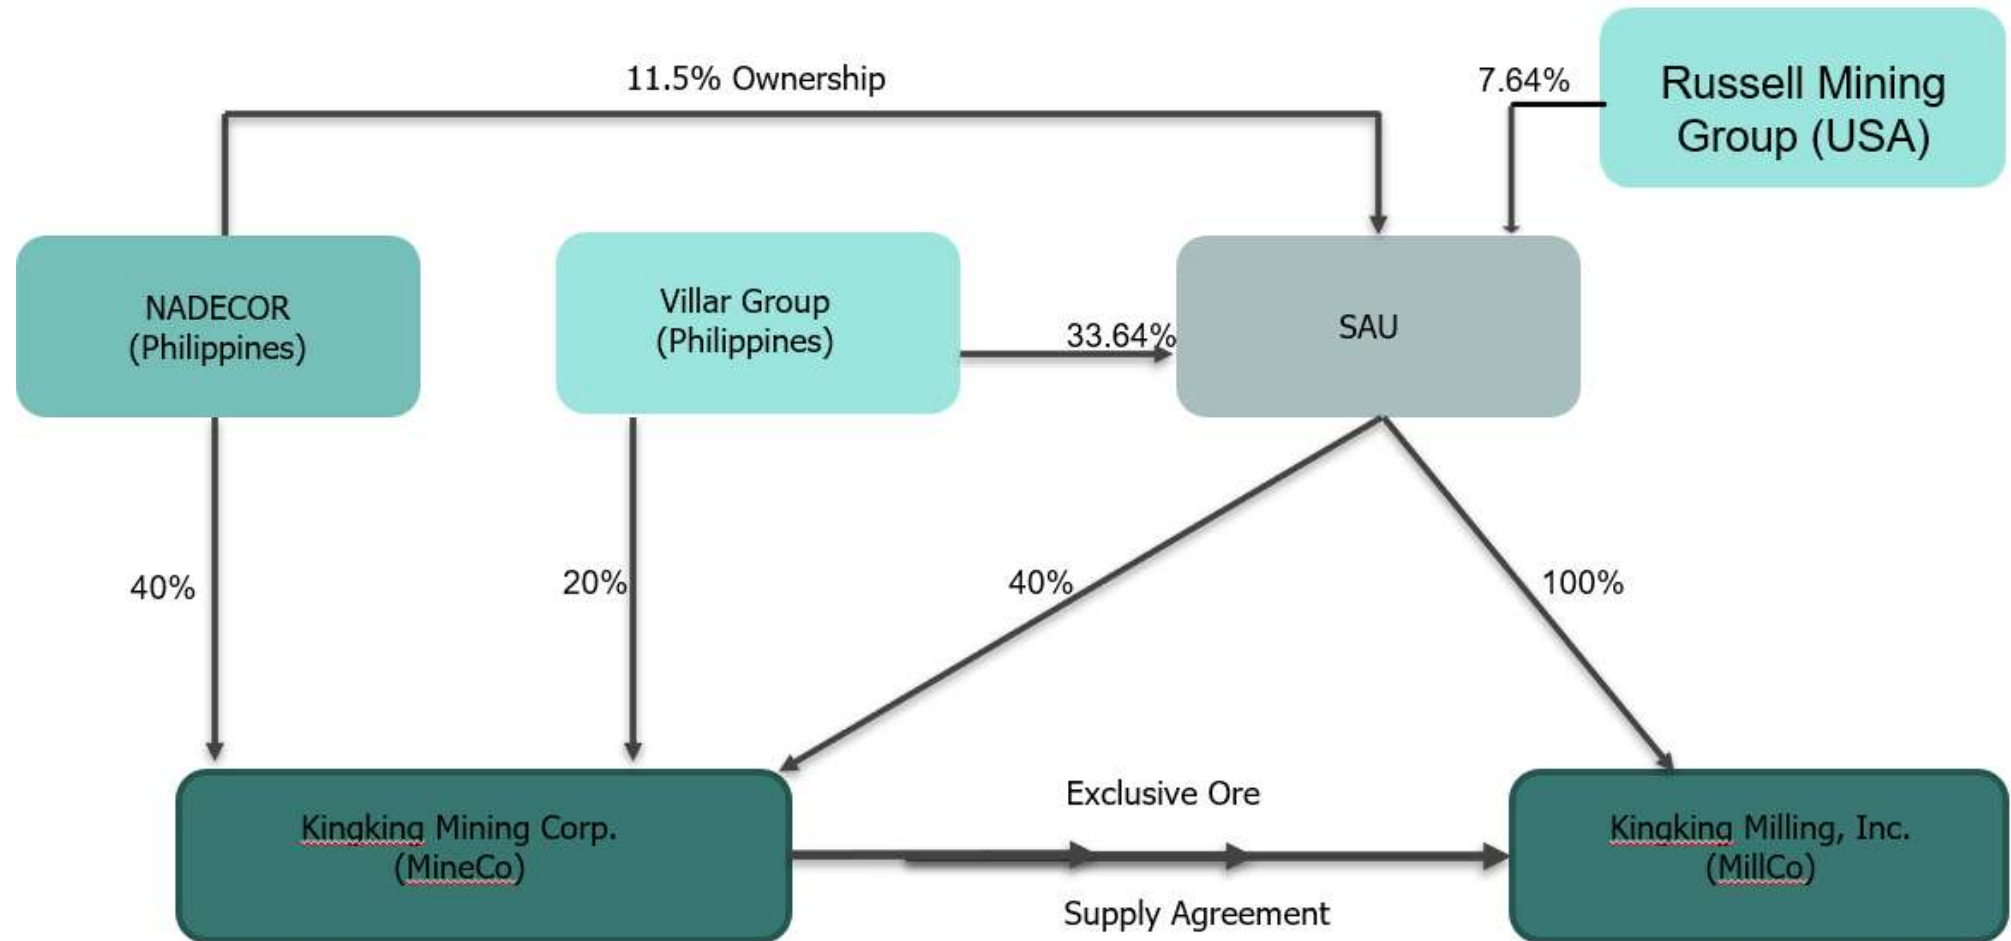 11.5% Ownership
7.64%
Russell Mining
Group (USA)
NADECOR
(Philippines)
Villar Group
(Philippines)
33.64%
SAU
40%
20%
40%
100%
Kingking Mining Corp.
(MineCo)
Exclusive Ore
Supply Agreement
Kingking Milling, Inc.
(MillCo)